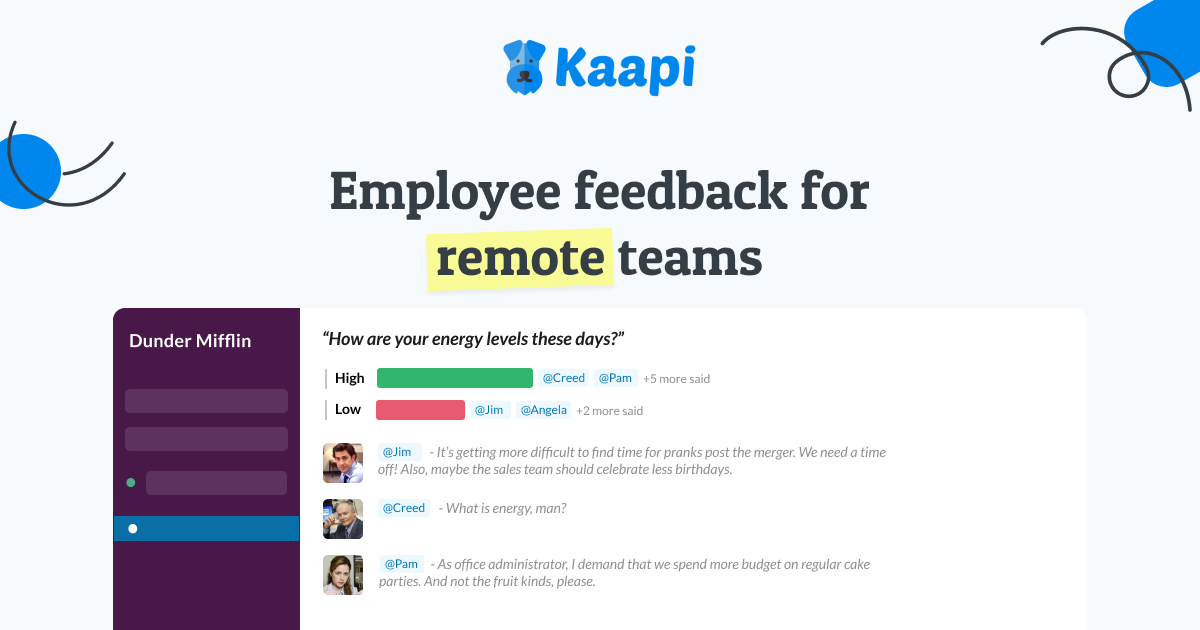 Kaapi
Employee feedback for
remote teams
Dunder Mifflin
“How are your energy levels these days?”
High @Creed @Pam +5 more said
Low @Jim @Angela +2 more said
@Jim - It’s getting more difficult to find time for pranks post the merger. We need a time
off! Also, maybe the sales team should celebrate less birthdays.
@Creed - What is energy, man?
@Pam - As office administrator, I demand that we spend more budget on regular cake
parties. And not the fruit kinds, please.